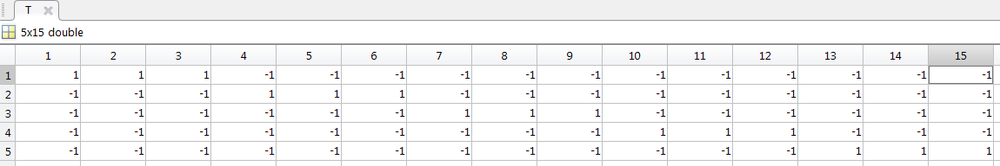 T
5x15 double
1 2 3 4 5 6 7 8 9 10 11 12 13 14 15
1 1 1 1 -1 -1 -1 -1 -1 -1 -1 -1 -1 -1 -1 -1
2 -1 -1 -1 1 1 1 -1 -1 -1 -1 -1 -1 -1 -1 -1
3 -1 -1 -1 -1 -1 -1 1 1 1 -1 -1 -1 -1 -1 -1
4 -1 -1 -1 -1 -1 -1 -1 -1 -1 1 1 1 -1 -1 -1
5 -1 -1 -1 -1 -1 -1 -1 -1 -1 -1 -1 -1 1 1 1